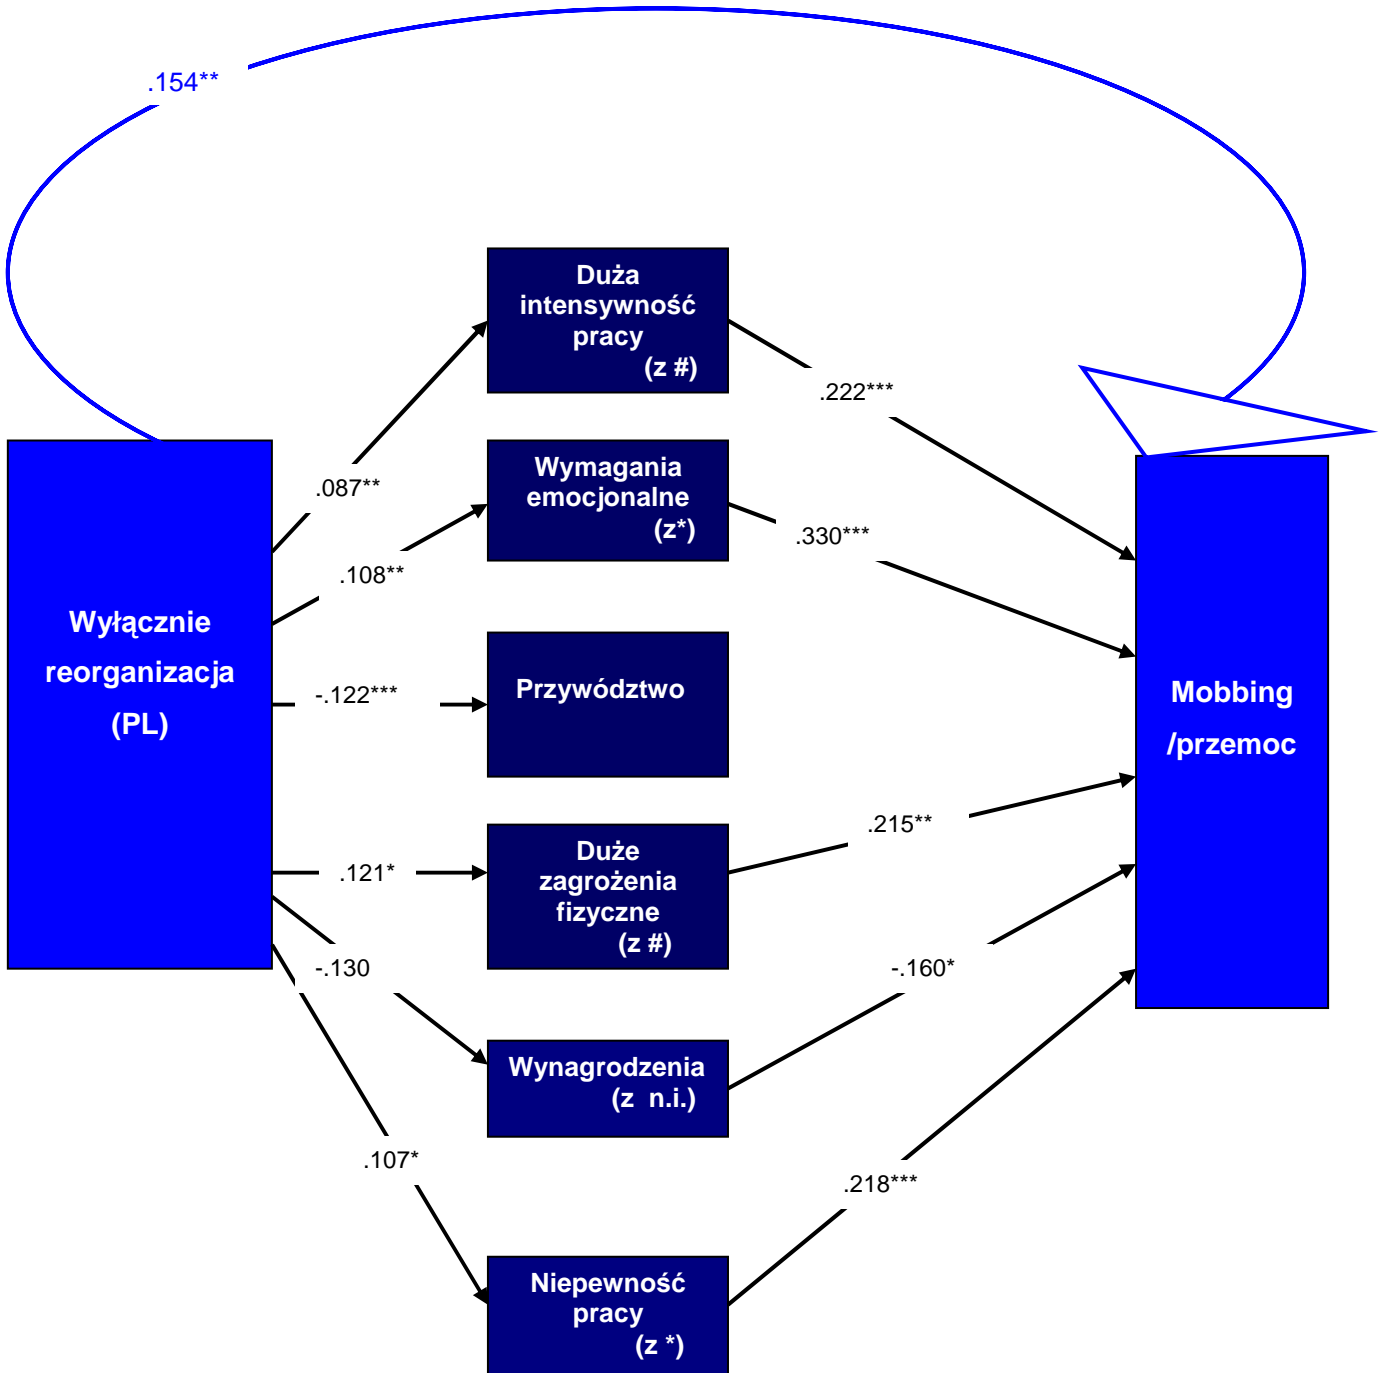 .154**
Duża
intensywność
pracy
(z #)
.222***
.087**
Wymagania
emocjonalne
(z*)
.330***
.108**
Wyłącznie
reorganizacja
(PL)
-.122***
Przywództwo
Mobbing
/przemoc
.121*
Duże
zagrożenia
fizyczne
(z #)
.215**
-.130
-.160*
Wynagrodzenia
(z  n.i.)
.107*
.218***
Niepewność
pracy
(z *)